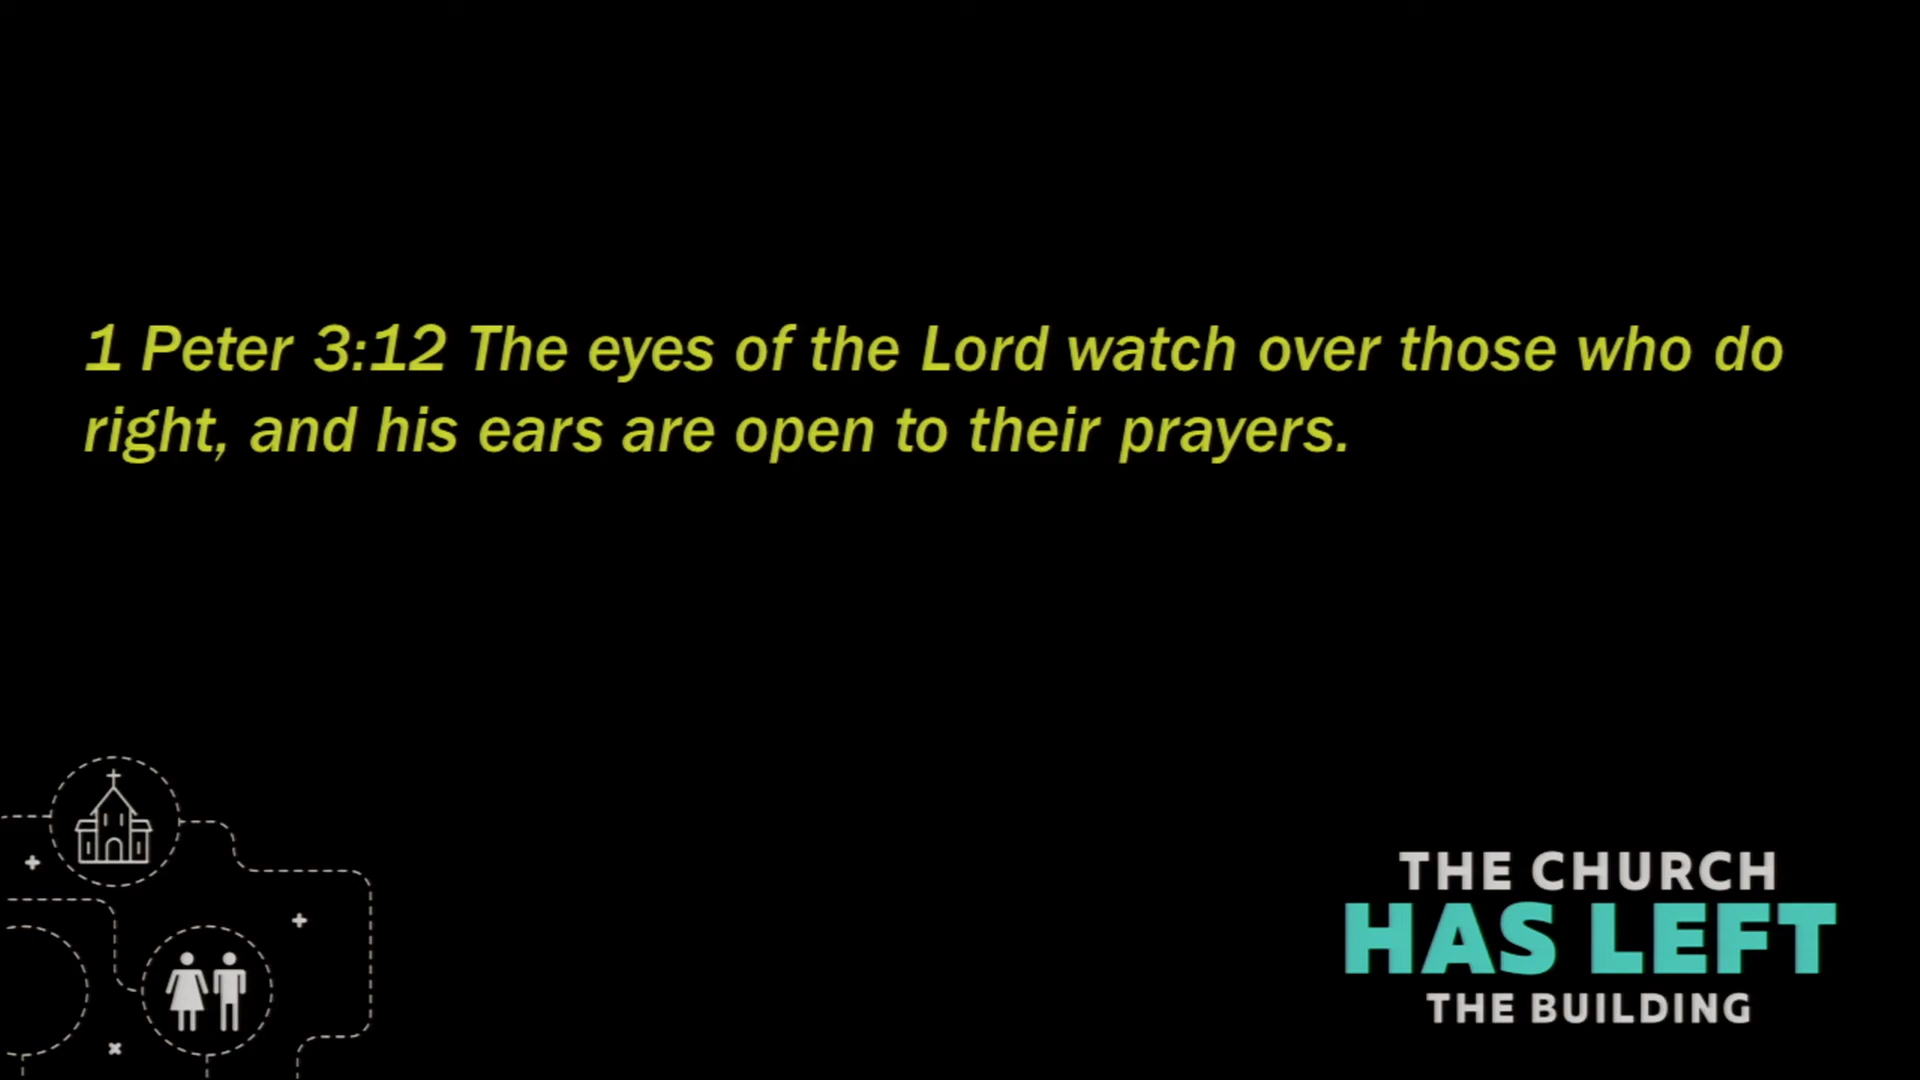 1 Peter 3:12 The eyes of the Lord watch over those who do
right, and his ears are open to their prayers.
THE CHURCH
HAS LEFT
THE BUILDING